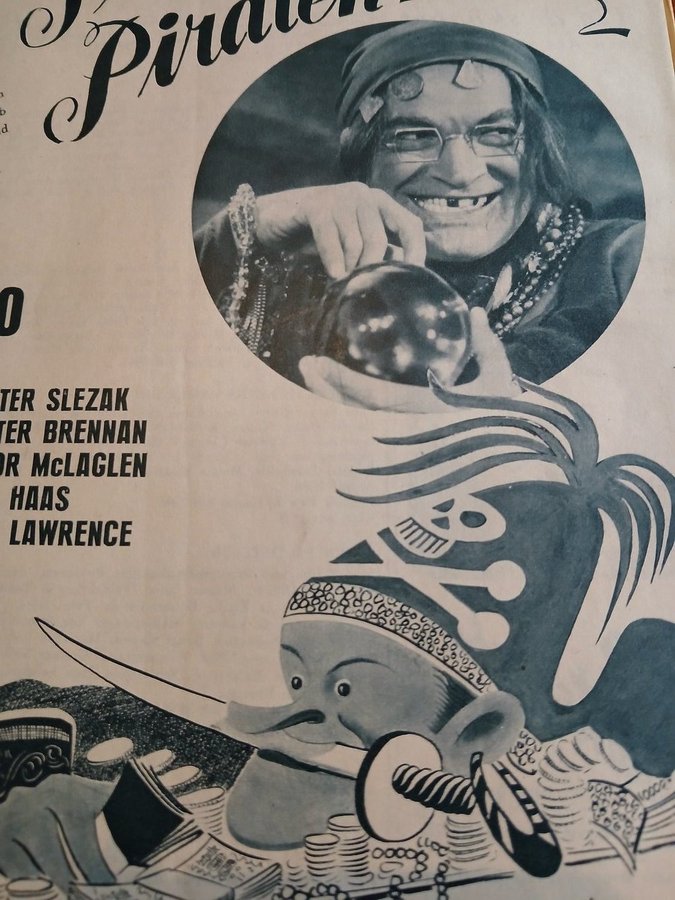 Piraten
O
TER SLEZAK
TER BRENNAN
OR McLAGLEN
HAAS
LAWRENCE